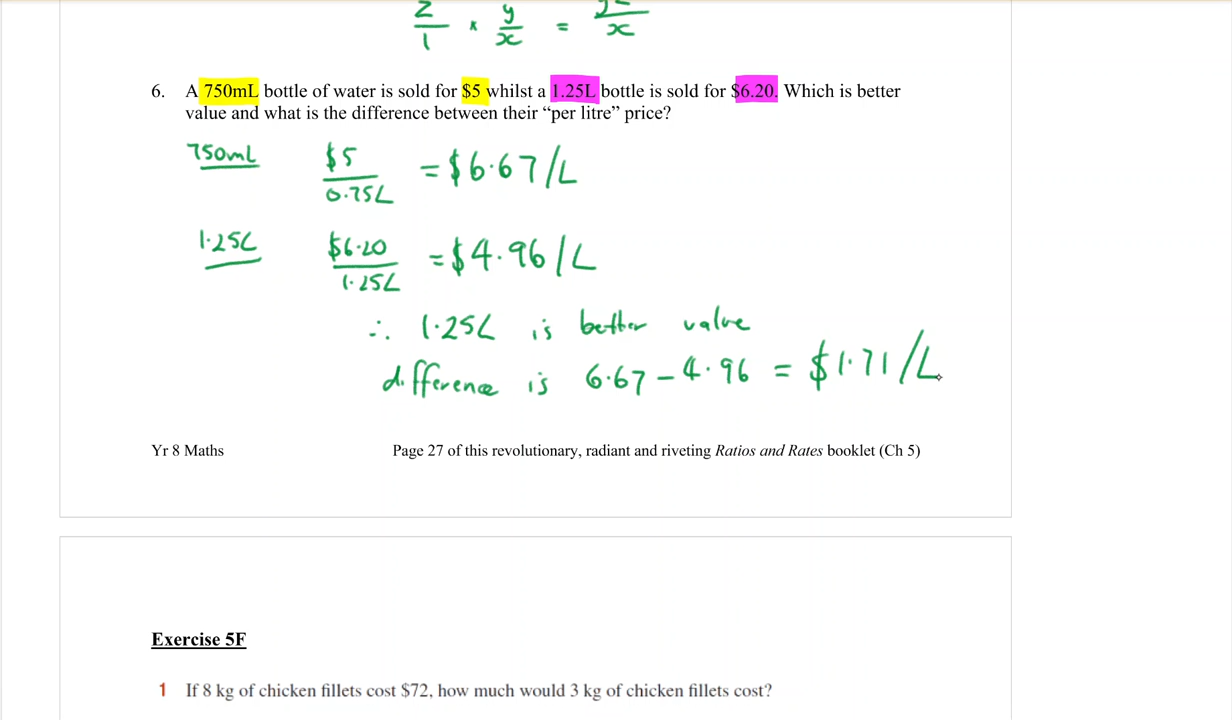 2/1 × y/x = yz/x
6. A 750mL bottle of water is sold for $5 whilst a 1.25L bottle is sold for $6.20. Which is better
value and what is the difference between their “per litre” price?
750mL $5/0.75L = $6.67/L
1.25L $6.20/1.25L = $4.96/L
∴ 1.25L is better value
difference is 6.67 – 4.96 = $1.71/L
Yr 8 Maths Page 27 of this revolutionary, radiant and riveting Ratios and Rates booklet (Ch 5)
Exercise 5F
1 If 8 kg of chicken fillets cost $72, how much would 3 kg of chicken fillets cost?